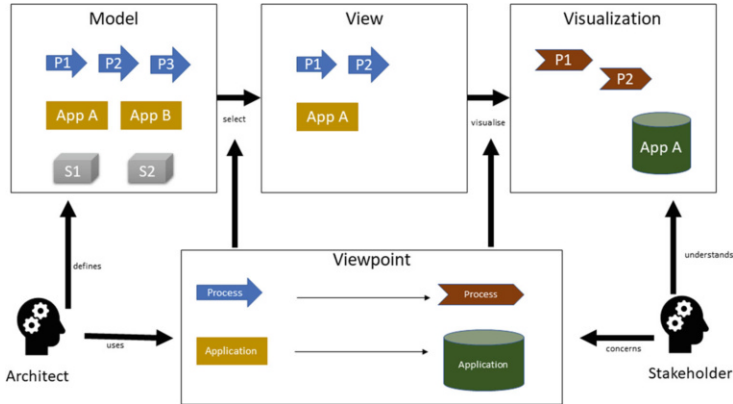 Model
P1
P2
P3
App A
App B
S1
S2
select
View
P1
P2
App A
visualise
Visualization
P1
P2
App A
defines
understands
Viewpoint
Process
Process
Application
Application
uses
concerns
Architect
Stakeholder